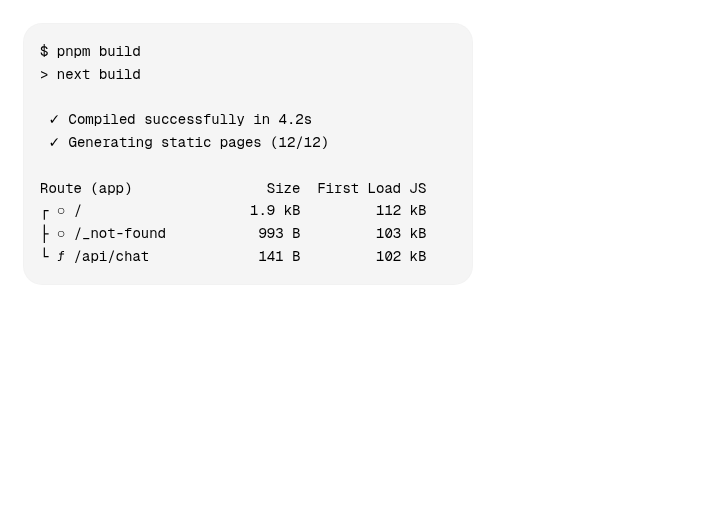 $ pnpm build
> next build
✓ Compiled successfully in 4.2s
✓ Generating static pages (12/12)
Route (app) Size First Load JS
┌ ○ / 1.9 kB 112 kB
├ ○ /_not-found 993 B 103 kB
└ ƒ /api/chat 141 B 102 kB